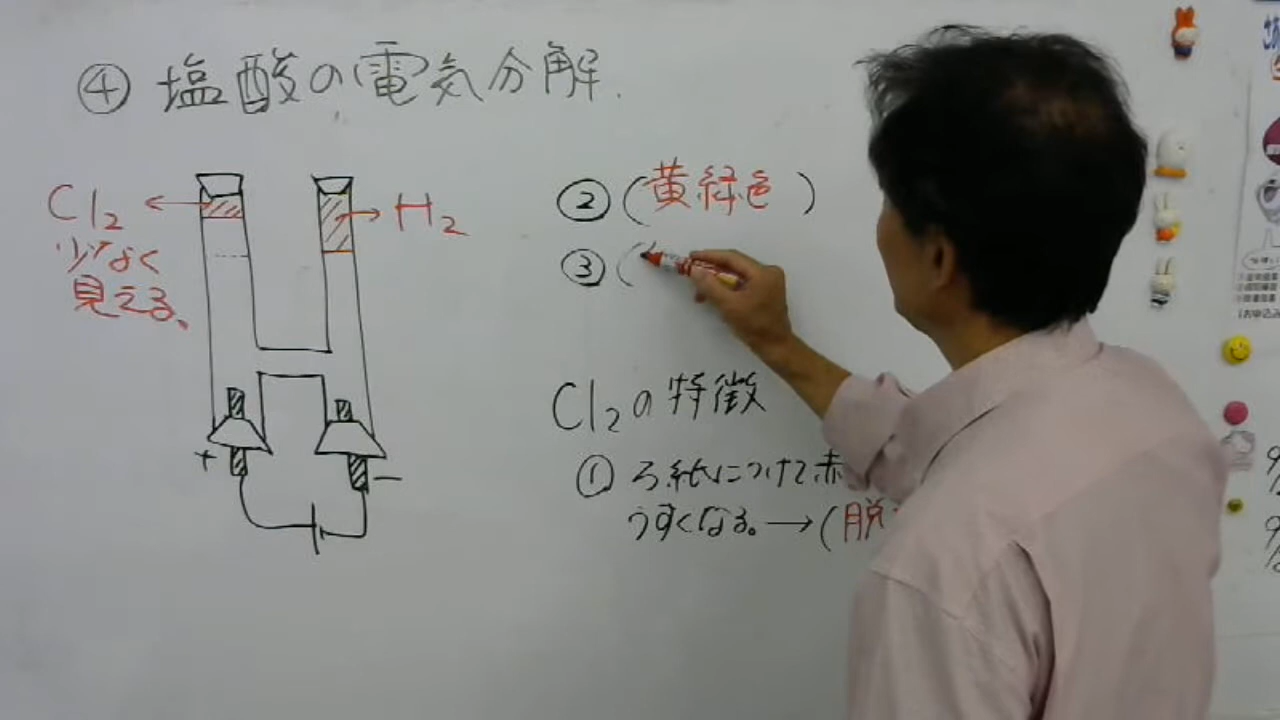 ④ 塩酸の電気分解.
Cl₂
少なく
見える、
H₂
+
−
② (黄緑色)
③ (
Cl₂の特徴
① ろ紙につけて赤
うすくなる。→(脱